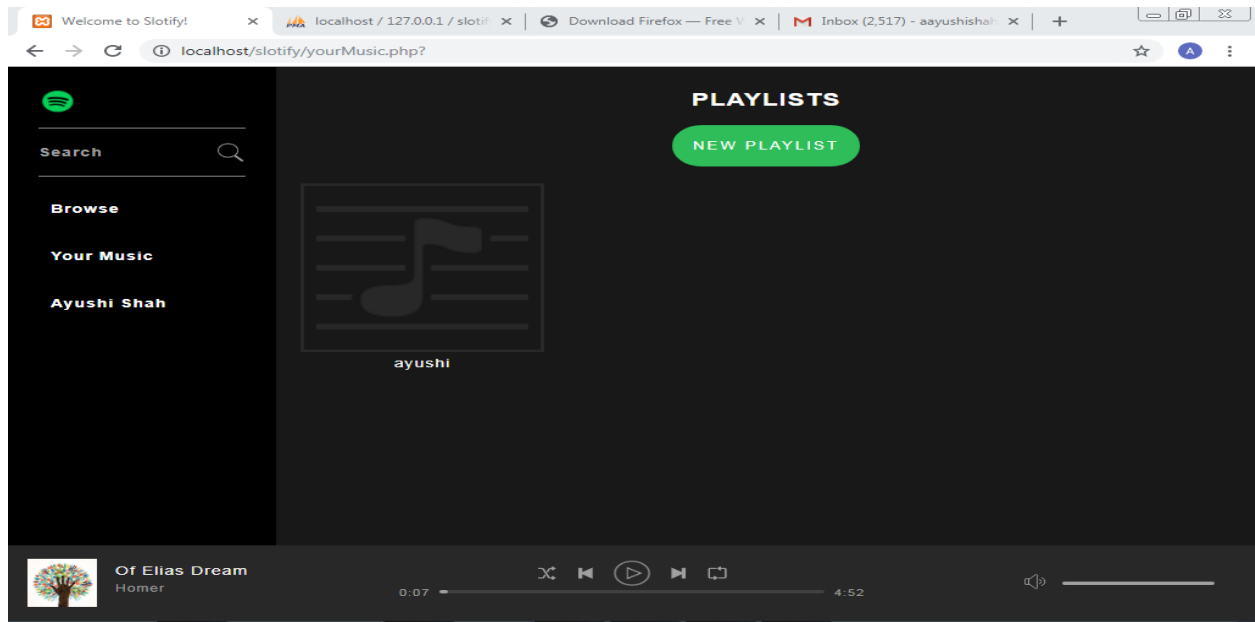 Welcome to Slotify!
localhost / 127.0.0.1 / slotif
Download Firefox — Free W
Inbox (2,517) - aayushishah
localhost/slotify/yourMusic.php?
A
PLAYLISTS
NEW PLAYLIST
Search
Browse
Your Music
Ayushi Shah
ayushi
Of Elias Dream
Homer
0:07
4:52